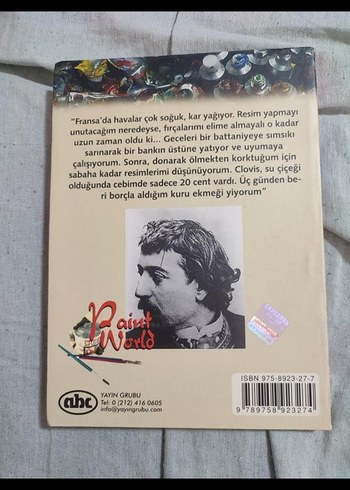 "Fransa'da havalar çok soğuk, kar yağıyor. Resim yapmayı
unutacağım neredeyse, fırçalarımı elime almayalı o kadar
uzun zaman oldu ki... Geceleri bir battaniyeye sımsıkı
sarınarak bir bankın üstüne yatıyor ve uyumaya
çalışıyorum. Sonra, donarak ölmekten korktuğum için
sabaha kadar resimlerimi düşünüyorum. Clovis, su çiçeği
olduğunda cebimde sadece 20 cent vardı. Üç günden be-
ri borçla aldığım kuru ekmeği yiyorum"
Paint
World
abc
YAYIN GRUBU
Tel: 0 (212) 416 0605
info@yayingrubu.com
ISBN 975-8923-27-7
9 789758 923274